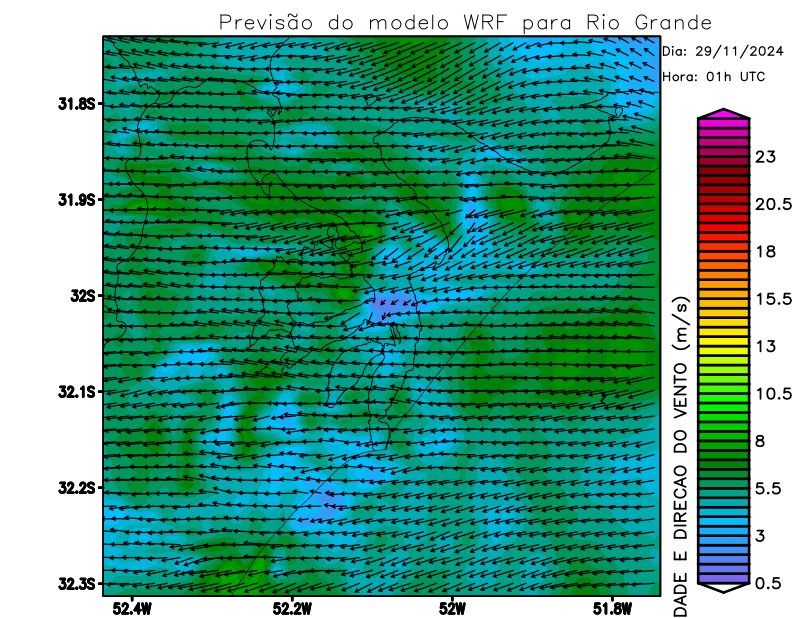 Previsão do modelo WRF para Rio Grande
Dia: 29/11/2024
Hora: 01h UTC
31.8S
31.9S
32S
32.1S
32.2S
32.3S
52.4W
52.2W
52W
51.8W
23
20.5
18
15.5
13
10.5
8
5.5
3
0.5
DADE E DIRECAO DO VENTO (m/s)